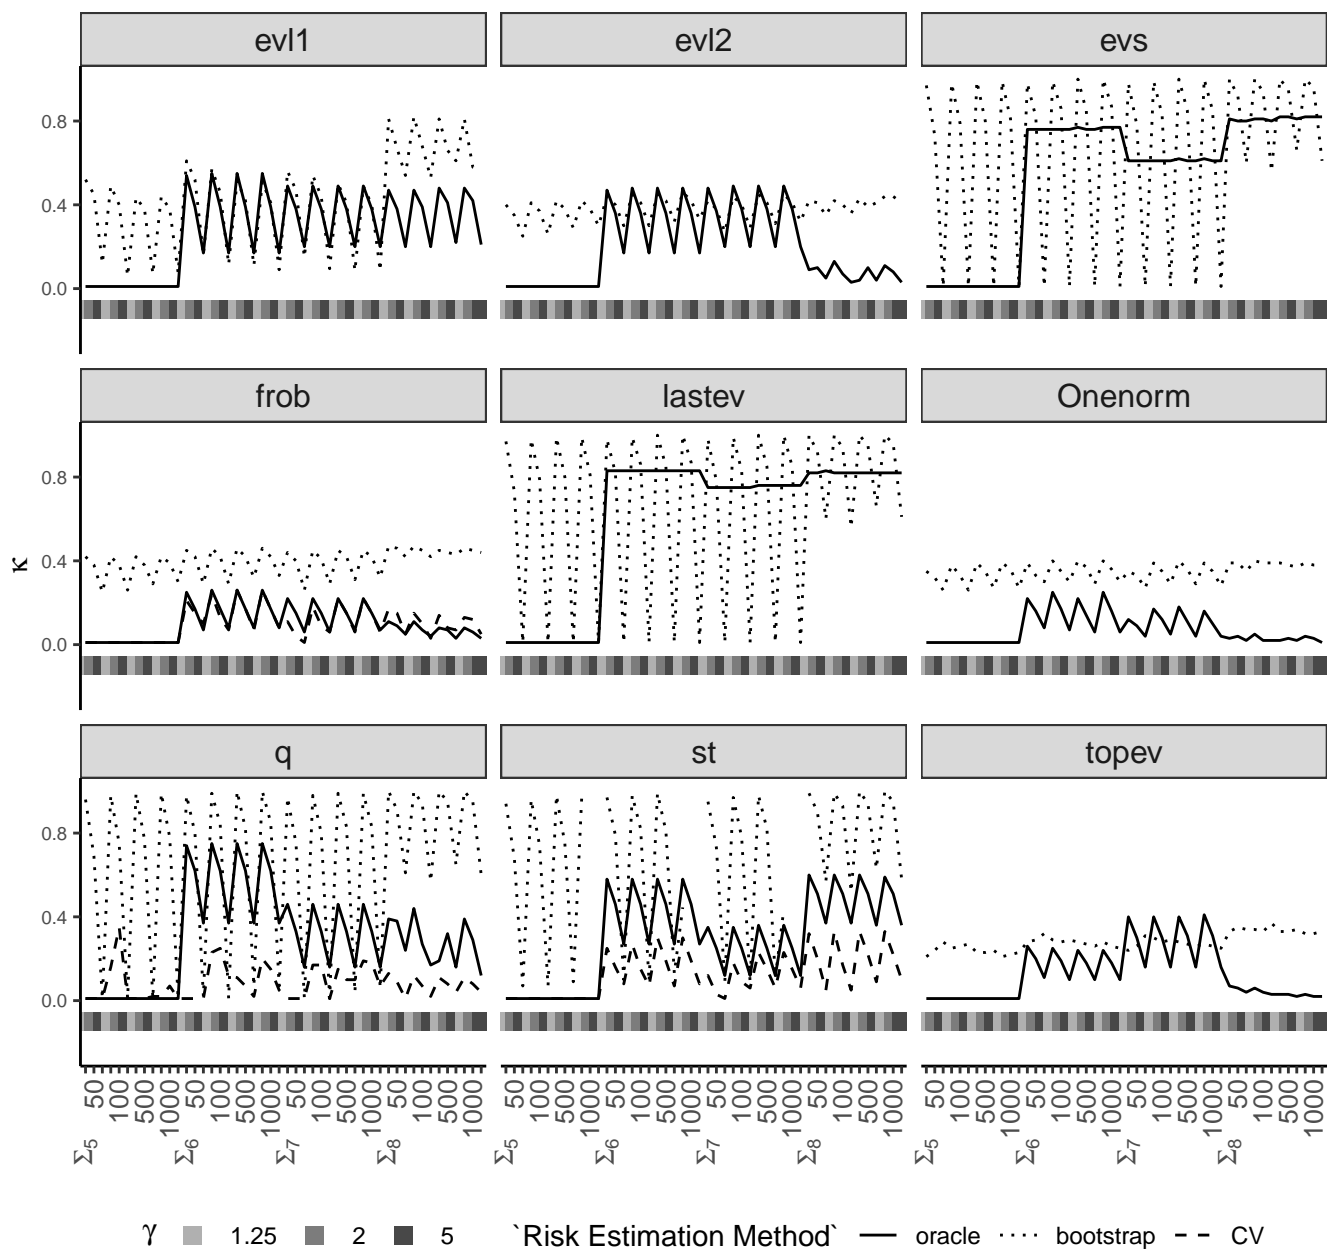 evl1 evl2 evs
0.8
0.4
0.0
frob lastev Onenorm
0.8
0.4
0.0
κ
q st topev
0.8
0.4
0.0
50 100 500 1000 50 100 500 1000 50 100 500 1000 50 100 500 1000
Σ5 Σ6 Σ7 Σ8
50 100 500 1000 50 100 500 1000 50 100 500 1000 50 100 500 1000
Σ5 Σ6 Σ7 Σ8
50 100 500 1000 50 100 500 1000 50 100 500 1000 50 100 500 1000
Σ5 Σ6 Σ7 Σ8
γ 1.25 2 5 `Risk Estimation Method` oracle bootstrap CV